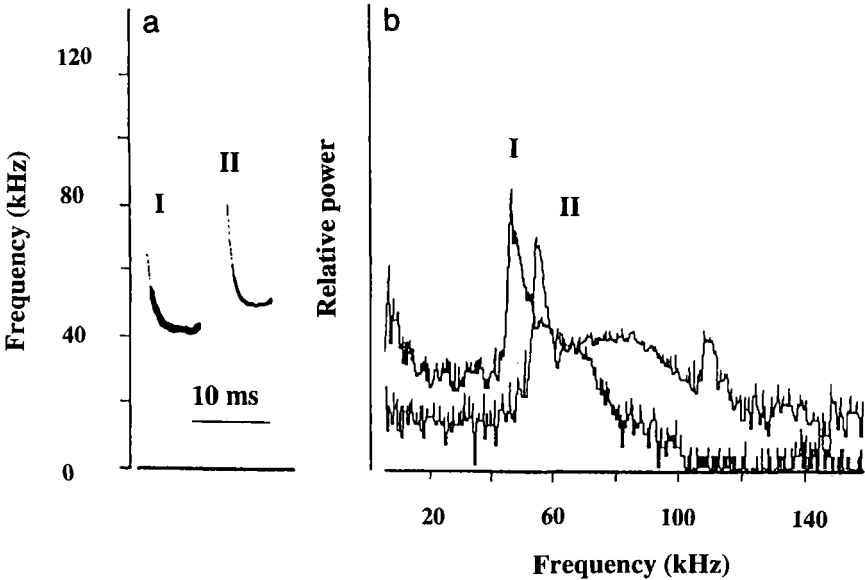 a
b
120
80
40
0
Frequency (kHz)
I
II
10 ms
Relative power
I
II
20
60
100
140
Frequency (kHz)